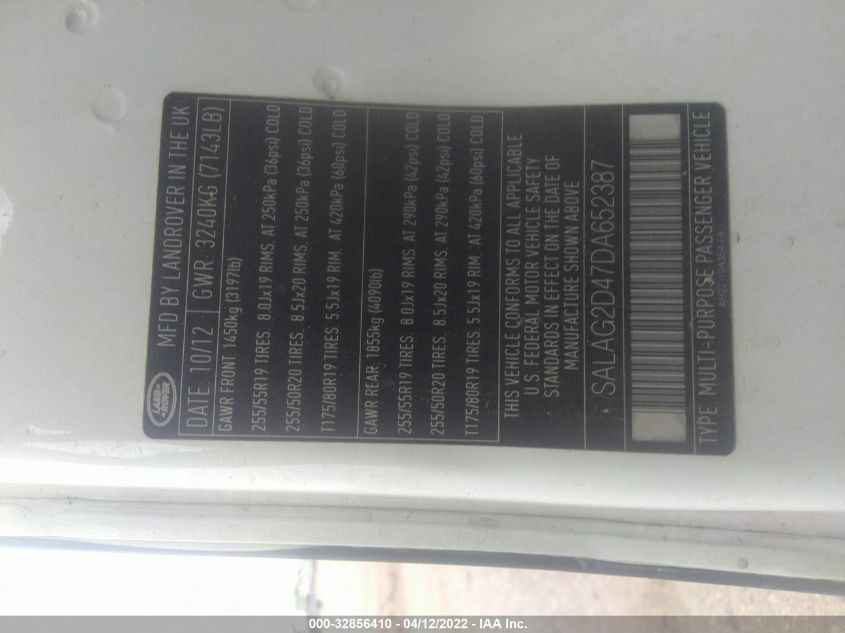 LAND ROVER
MFD BY LANDROVER IN THE UK
DATE: 10/12 | GWR: 3240KG (7143LB)
GAWR FRONT: 1450kg (3197lb)
255/55R19 TIRES. 8.0Jx19 RIMS. AT 250kPa (36psi) COLD
255/50R20 TIRES. 8.5Jx20 RIMS. AT 250kPa (36psi) COLD
T175/80R19 TIRES. 5.5Jx19 RIM. AT 420kPa (60psi) COLD
GAWR REAR: 1855kg (4090lb)
255/55R19 TIRES. 8.0Jx19 RIMS. AT 290kPa (42psi) COLD
255/50R20 TIRES. 8.5Jx20 RIMS. AT 290kPa (42psi) COLD
T175/80R19 TIRES. 5.5Jx19 RIM. AT 420kPa (60psi) COLD
THIS VEHICLE CONFORMS TO ALL APPLICABLE
U.S. FEDERAL MOTOR VEHICLE SAFETY
STANDARDS IN EFFECT ON THE DATE OF
MANUFACTURE SHOWN ABOVE
SALAG2D47DA652387
TYPE: MULTI-PURPOSE PASSENGER VEHICLE
000-32856410 - 04/12/2022 - IAA Inc.